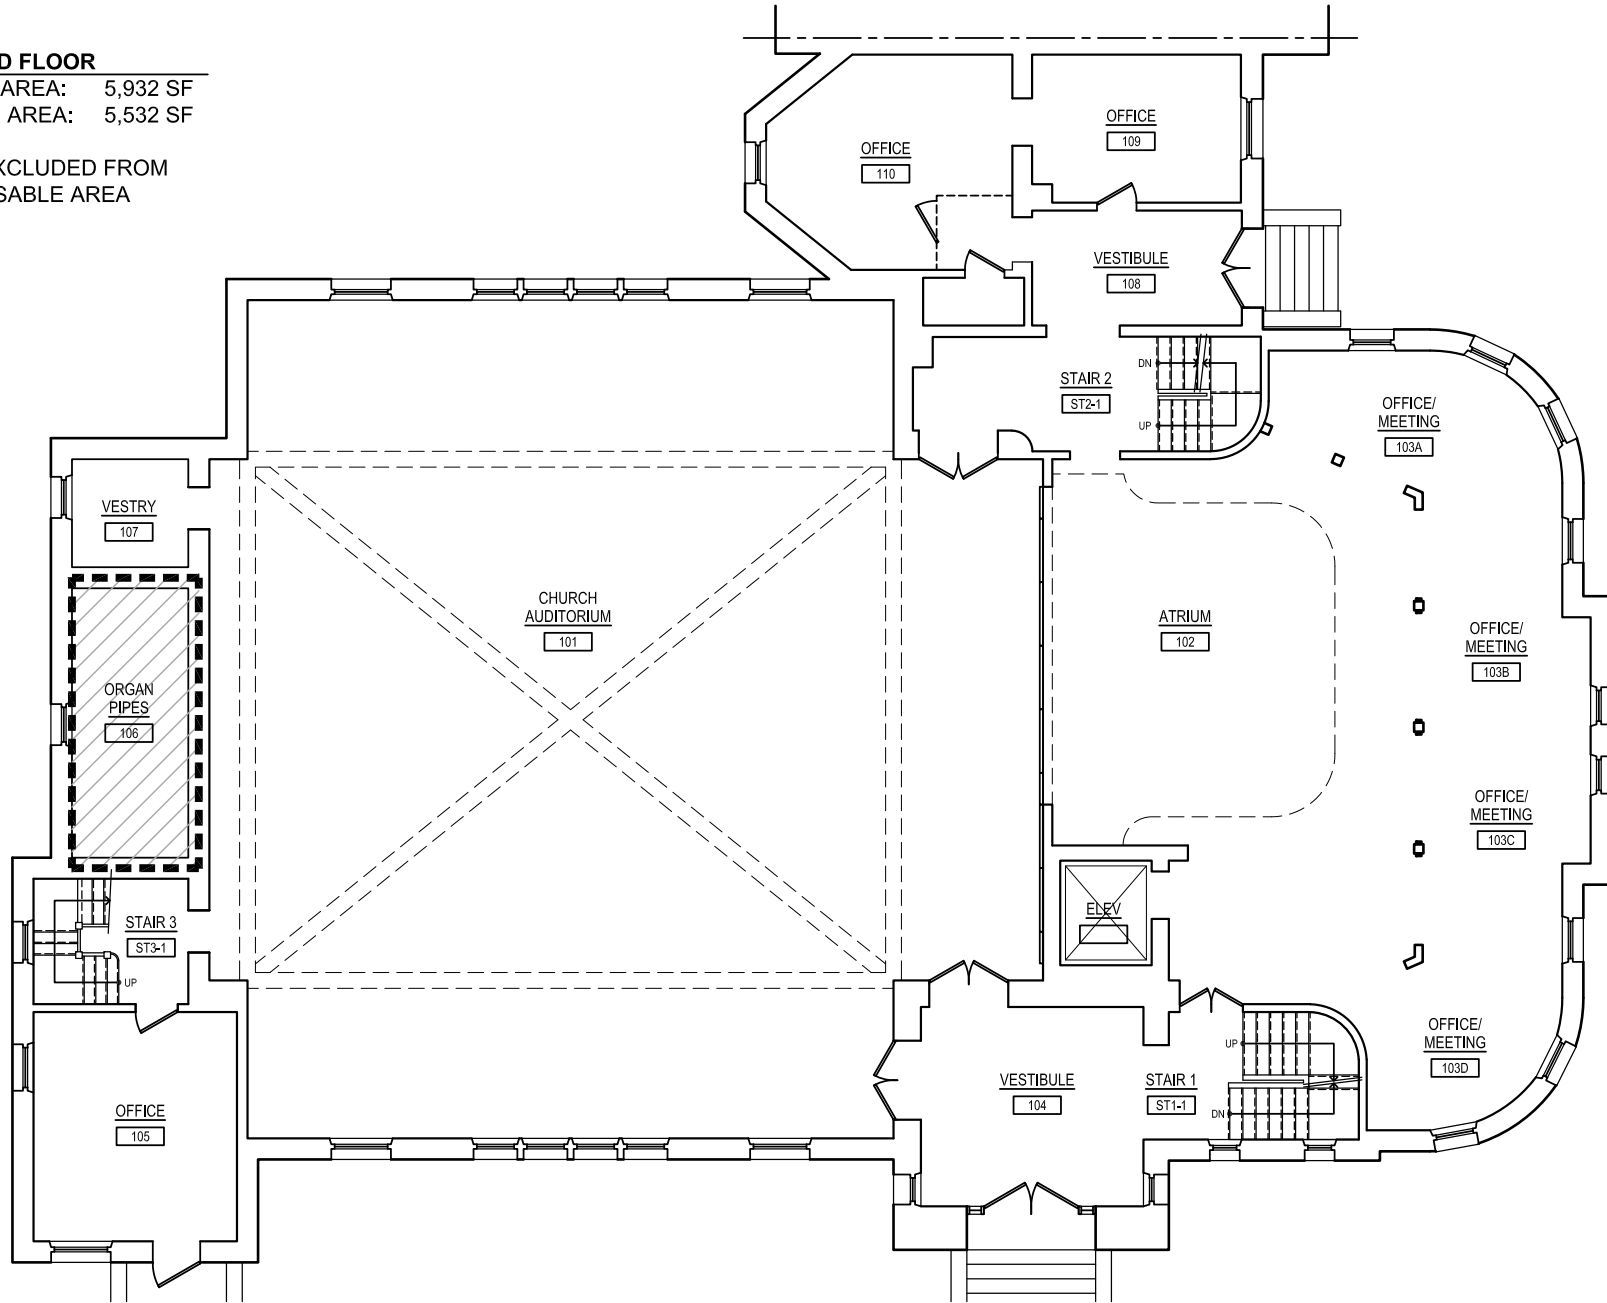 D FLOOR
AREA: 5,932 SF
AREA: 5,532 SF
XCLUDED FROM
SABLE AREA
OFFICE
109
OFFICE
110
VESTIBULE
108
DN
STAIR 2
ST2-1
UP
OFFICE/
MEETING
103A
VESTRY
107
CHURCH
AUDITORIUM
101
ATRIUM
102
OFFICE/
MEETING
103B
ORGAN
PIPES
106
OFFICE/
MEETING
103C
ELEV
STAIR 3
ST3-1
UP
OFFICE/
MEETING
103D
UP
VESTIBULE
104
STAIR 1
ST1-1
DN
OFFICE
105